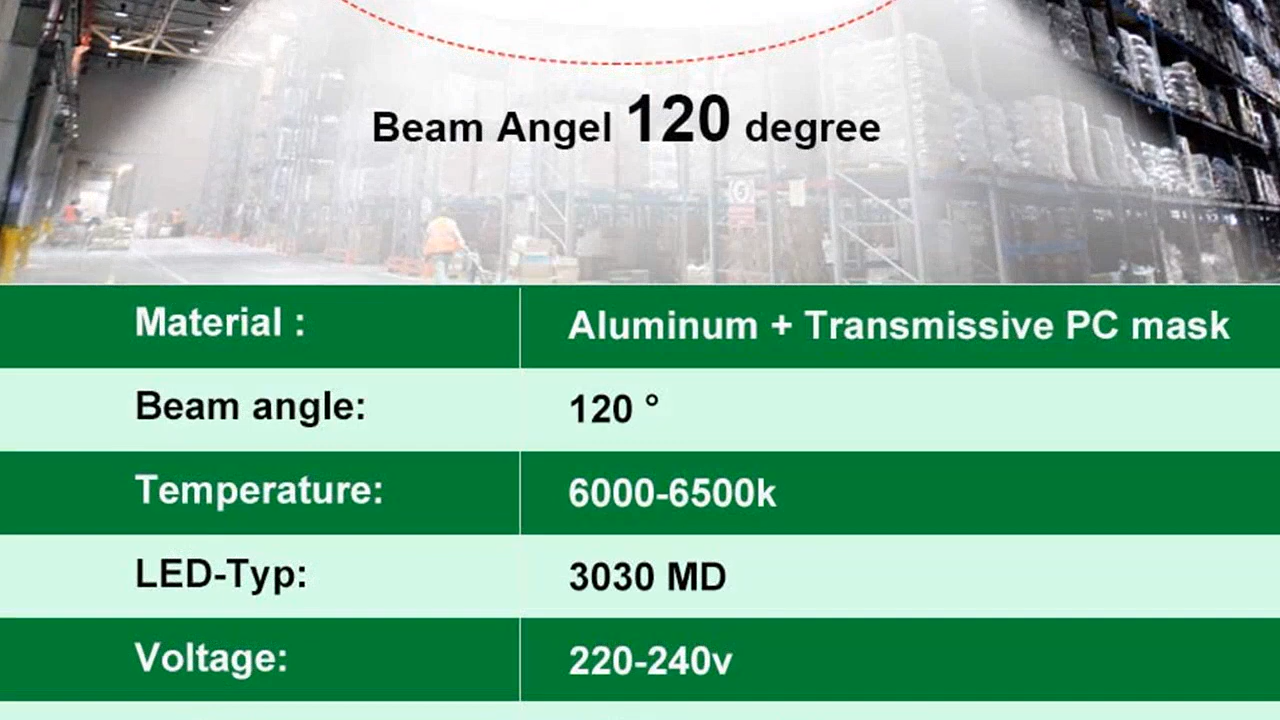 Beam Angel 120 degree
Material : Aluminum + Transmissive PC mask
Beam angle: 120 °
Temperature: 6000-6500k
LED-Typ: 3030 MD
Voltage: 220-240v